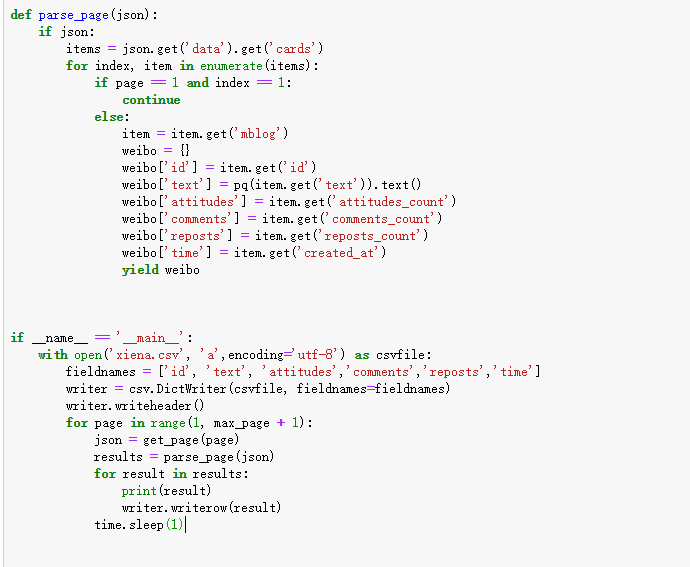 def parse_page(json):
    if json:
        items = json.get('data').get('cards')
        for index, item in enumerate(items):
            if page == 1 and index == 1:
                continue
            else:
                item = item.get('mblog')
                weibo = {}
                weibo['id'] = item.get('id')
                weibo['text'] = pq(item.get('text')).text()
                weibo['attitudes'] = item.get('attitudes_count')
                weibo['comments'] = item.get('comments_count')
                weibo['reposts'] = item.get('reposts_count')
                weibo['time'] = item.get('created_at')
                yield weibo
if __name__ == '__main__':
    with open('xiena.csv', 'a',encoding='utf-8') as csvfile:
        fieldnames = ['id', 'text', 'attitudes','comments','reposts','time']
        writer = csv.DictWriter(csvfile, fieldnames=fieldnames)
        writer.writeheader()
        for page in range(1, max_page + 1):
            json = get_page(page)
            results = parse_page(json)
            for result in results:
                print(result)
                writer.writerow(result)
            time.sleep(1)